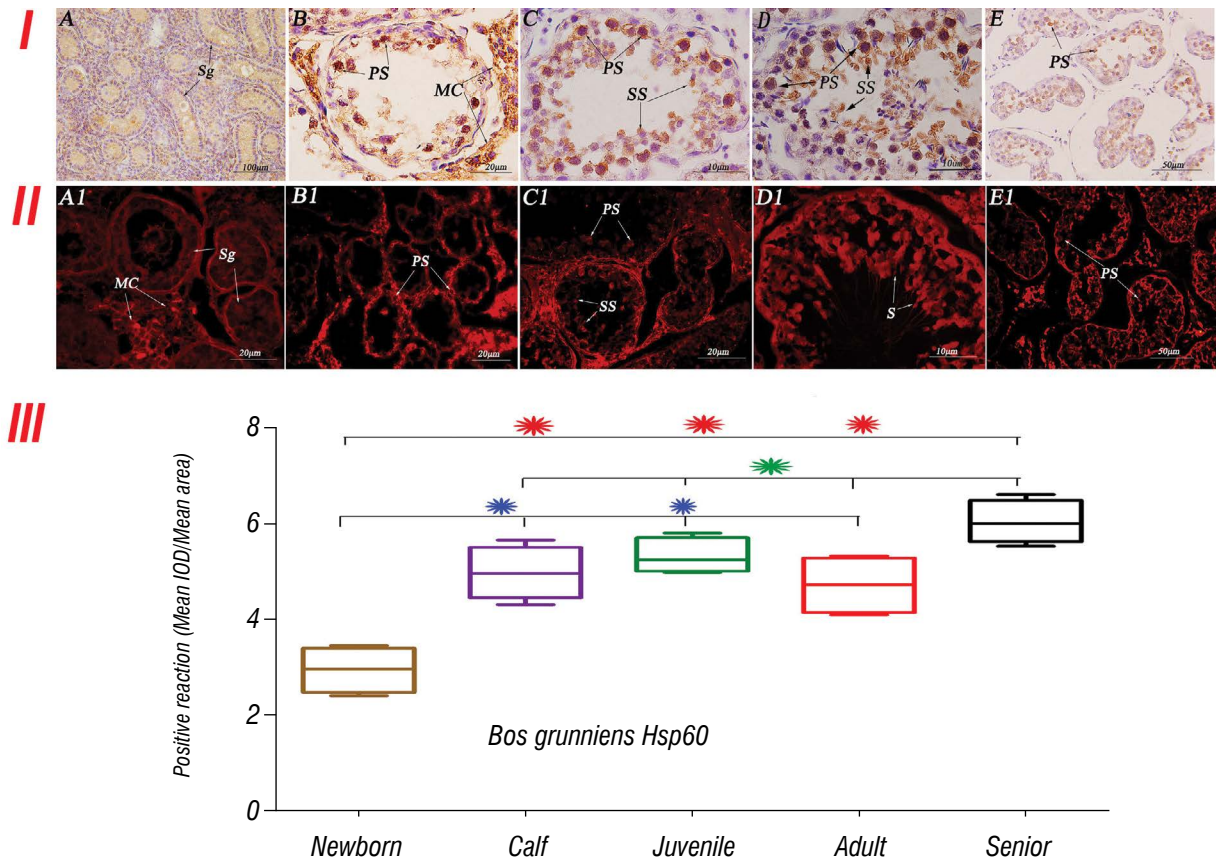 I
A
Sg
100μm
B
PS
MC
20μm
C
PS
SS
10μm
D
PS
SS
10μm
E
PS
50μm
II
A1
Sg
MC
20μm
B1
PS
20μm
C1
PS
SS
20μm
D1
S
10μm
E1
PS
50μm
III
Positive reaction (Mean IOD/Mean area)
8
6
4
2
0
Bos grunniens Hsp60
Newborn Calf Juvenile Adult Senior